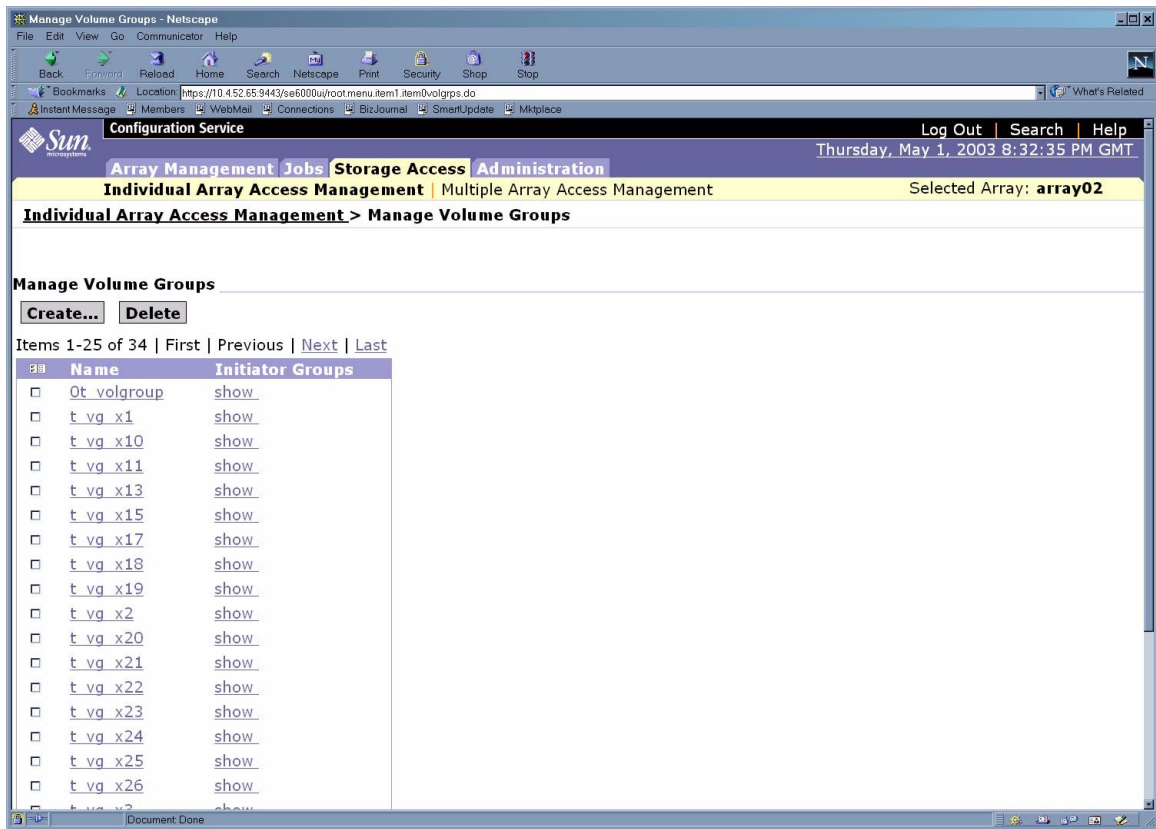 Manage Volume Groups - Netscape
File Edit View Go Communicator Help
Back Forward Reload Home Search Netscape Print Security Shop Stop
Bookmarks Location: https://10.4.52.65:9443/se6000ui/root.menu.item1.item0volgrps.do What's Related
Instant Message Members WebMail Connections BizJournal SmartUpdate Mktplace
Sun microsystems Configuration Service Log Out | Search | Help
Thursday, May 1, 2003 8:32:35 PM GMT
Array Management Jobs Storage Access Administration
Individual Array Access Management | Multiple Array Access Management Selected Array: array02
Individual Array Access Management > Manage Volume Groups
Manage Volume Groups
Create... Delete
Items 1-25 of 34 | First | Previous | Next | Last
Name Initiator Groups
0t_volgroup show
t_vg_x1 show
t_vg_x10 show
t_vg_x11 show
t_vg_x13 show
t_vg_x15 show
t_vg_x17 show
t_vg_x18 show
t_vg_x19 show
t_vg_x2 show
t_vg_x20 show
t_vg_x21 show
t_vg_x22 show
t_vg_x23 show
t_vg_x24 show
t_vg_x25 show
t_vg_x26 show
Document: Done